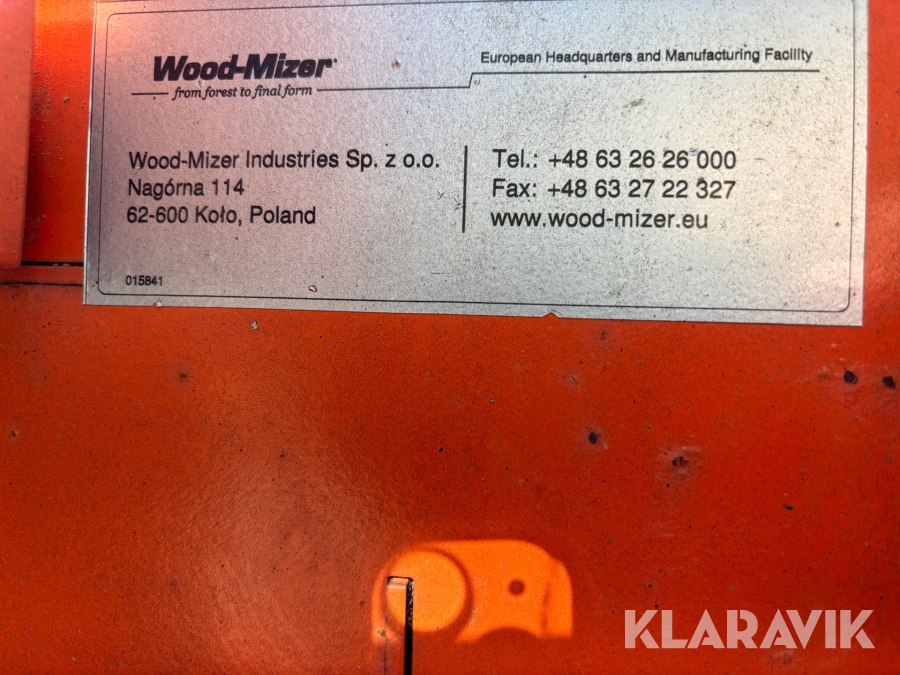 Wood-Mizer
from forest to final form
European Headquarters and Manufacturing Facility
Wood-Mizer Industries Sp. z o.o.
Nagórna 114
62-600 Koło, Poland
Tel.: +48 63 26 26 000
Fax: +48 63 27 22 327
www.wood-mizer.eu
015841
KLARAVIK